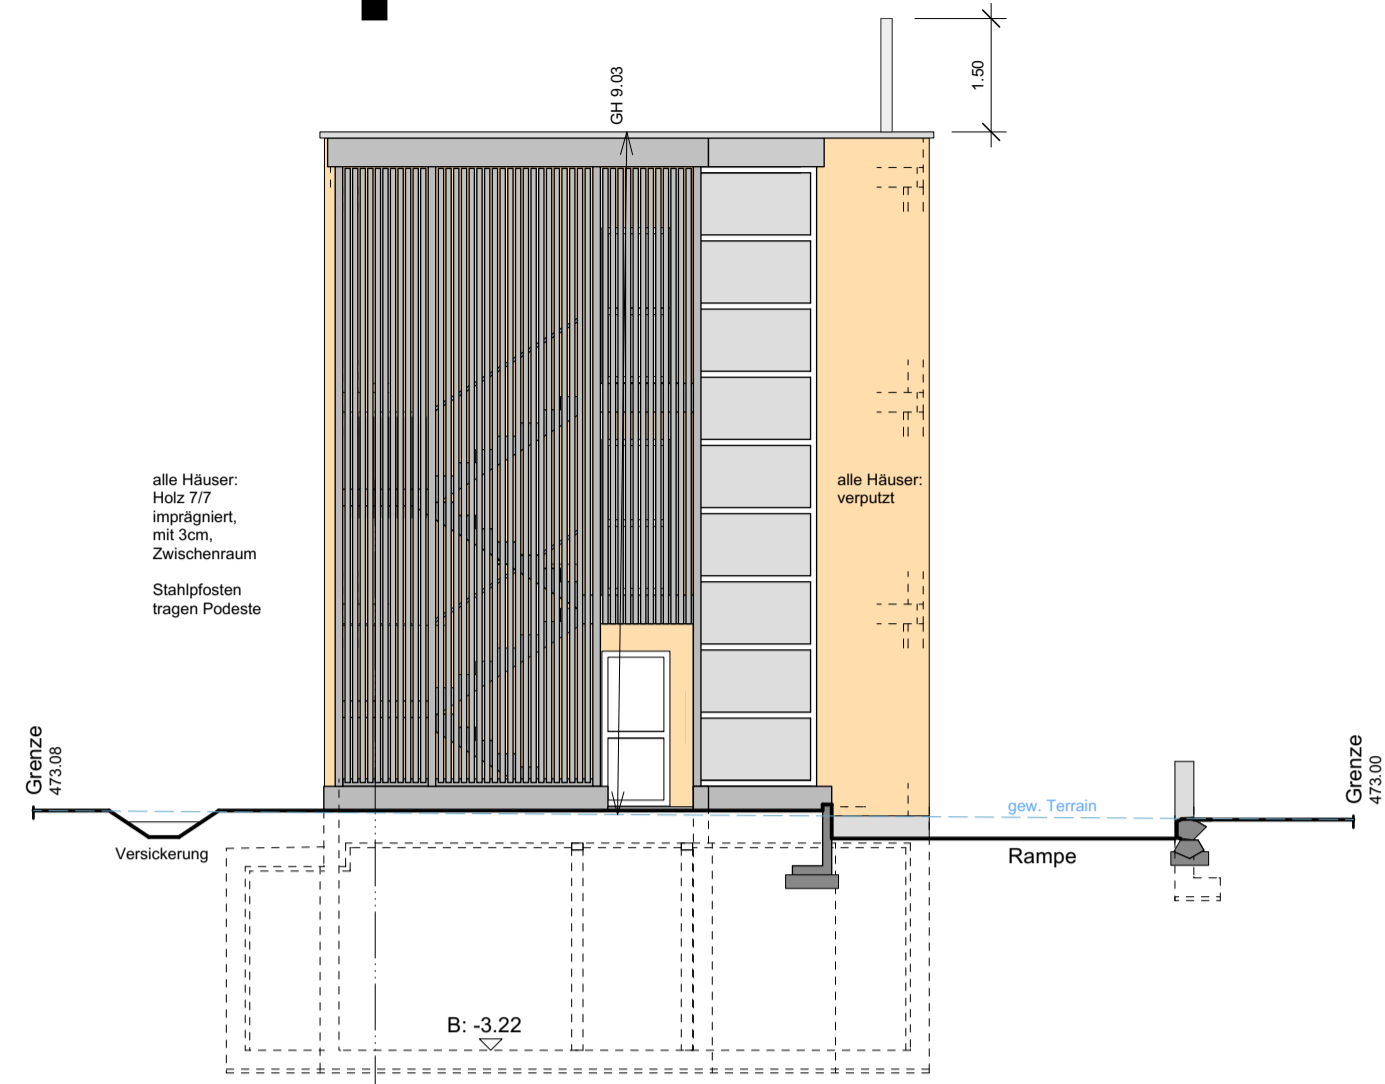 1.50
GH 9.03
alle Häuser:
Holz 7/7
imprägniert,
mit 3cm,
Zwischenraum
Stahlpfosten
tragen Podeste
alle Häuser:
verputzt
Grenze
473.08
Grenze
473.00
gew. Terrain
Versickerung
Rampe
B: -3.22